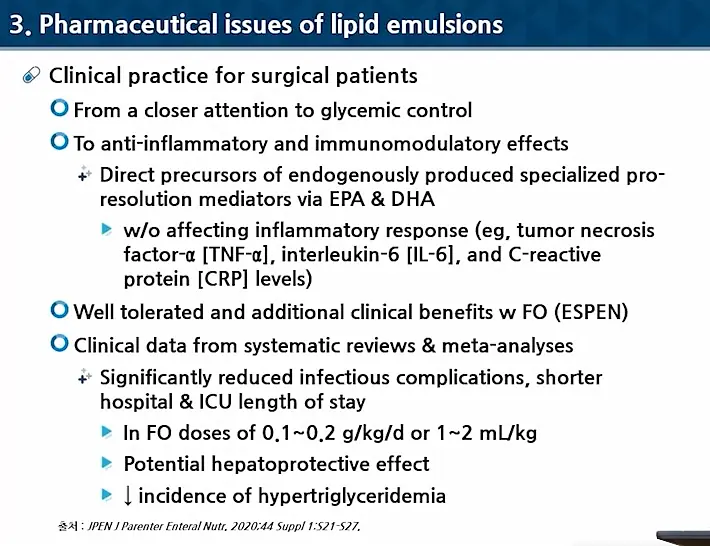 3. Pharmaceutical issues of lipid emulsions
Clinical practice for surgical patients
From a closer attention to glycemic control
To anti-inflammatory and immunomodulatory effects
Direct precursors of endogenously produced specialized pro-
resolution mediators via EPA & DHA
w/o affecting inflammatory response (eg, tumor necrosis
factor-α [TNF-α], interleukin-6 [IL-6], and C-reactive
protein [CRP] levels)
Well tolerated and additional clinical benefits w FO (ESPEN)
Clinical data from systematic reviews & meta-analyses
Significantly reduced infectious complications, shorter
hospital & ICU length of stay
In FO doses of 0.1~0.2 g/kg/d or 1~2 mL/kg
Potential hepatoprotective effect
↓ incidence of hypertriglyceridemia
출처 : JPEN J Parenter Enteral Nutr. 2020;44 Suppl 1:S21-S27.